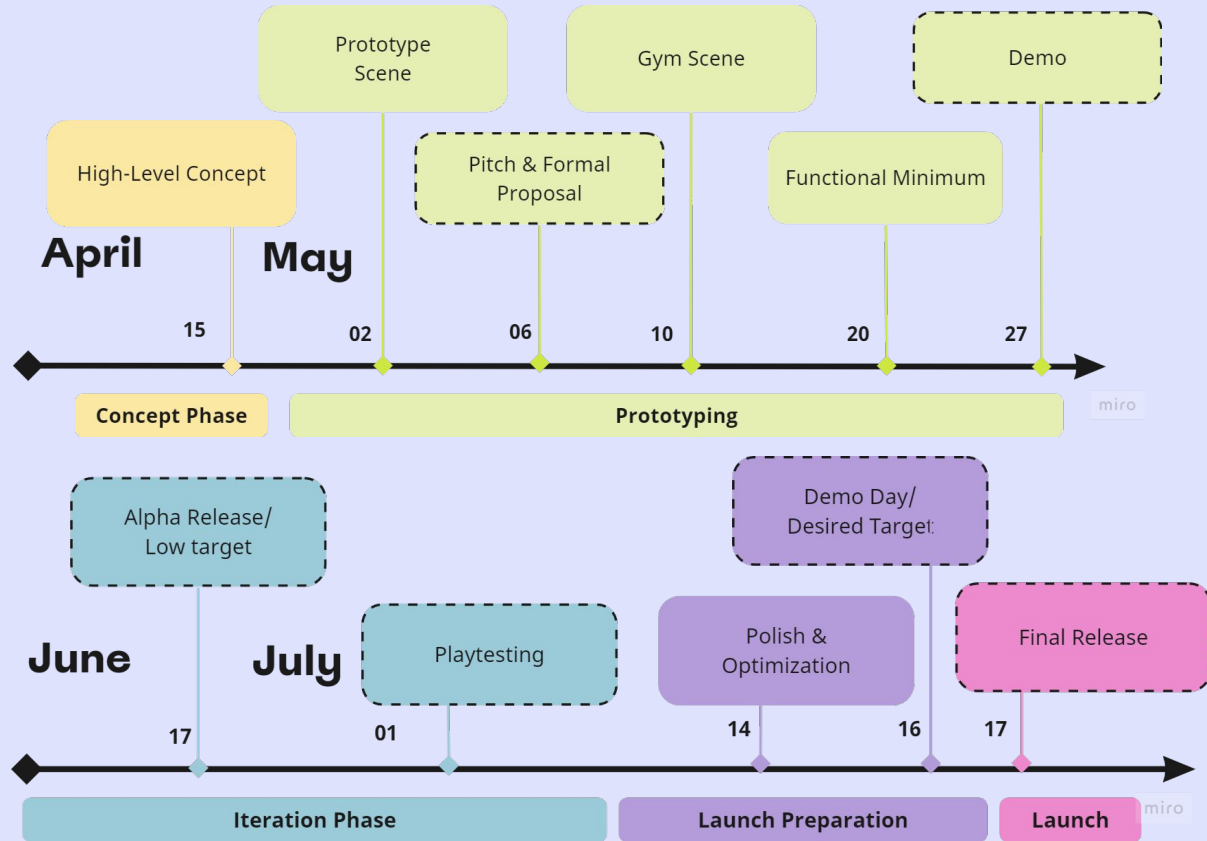 Prototype
Scene
Gym Scene
Demo
High-Level Concept
Pitch & Formal
Proposal
Functional Minimum
April
May
15
02
06
10
20
27
Concept Phase
Prototyping
miro
Alpha Release/
Low target
Demo Day/
Desired Target
Playtesting
Polish &
Optimization
Final Release
June
July
17
01
14
16
17
Iteration Phase
Launch Preparation
Launch
miro